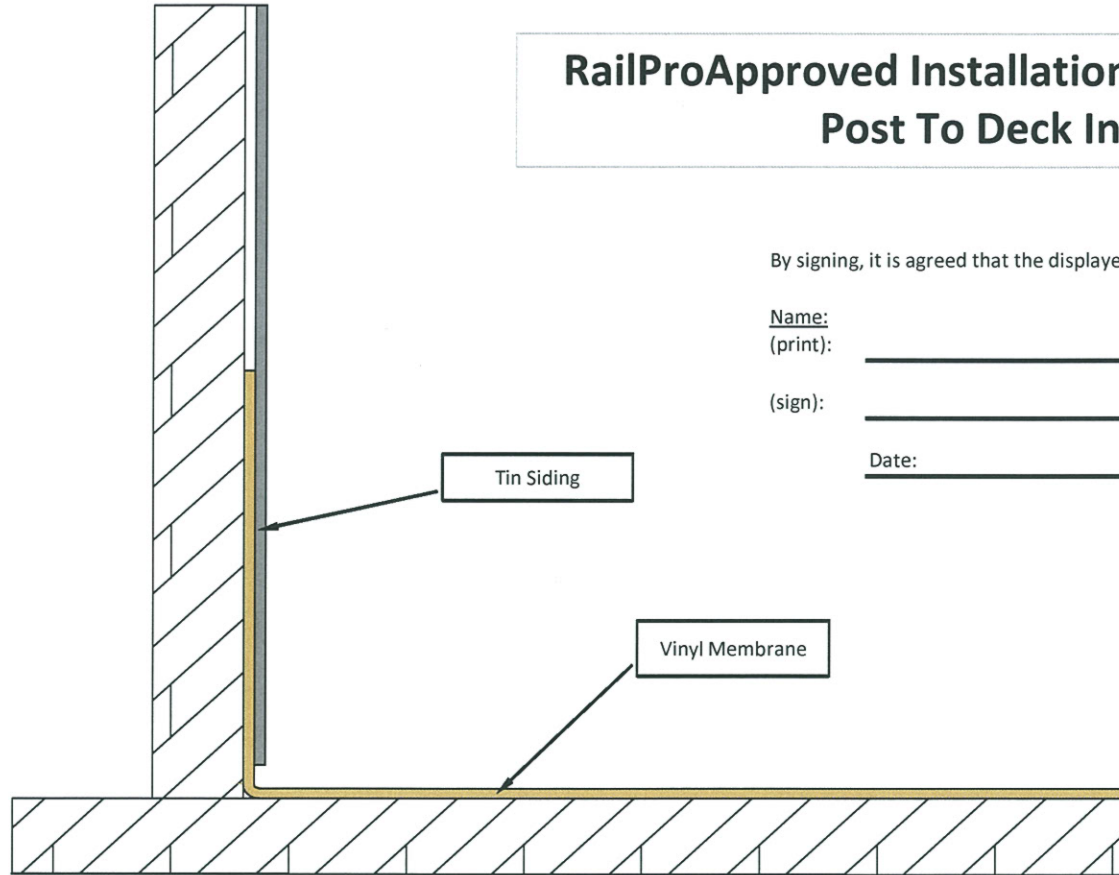 RailProApproved Installation
Post To Deck In
By signing, it is agreed that the displaye
Name:
(print):
(sign):
Date:
Tin Siding
Vinyl Membrane